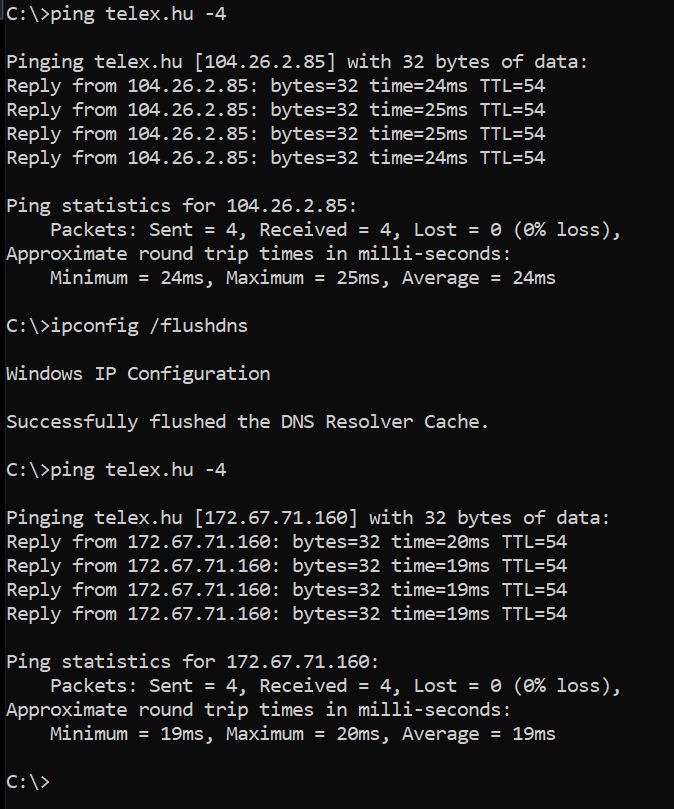 C:\>ping telex.hu -4
Pinging telex.hu [104.26.2.85] with 32 bytes of data:
Reply from 104.26.2.85: bytes=32 time=24ms TTL=54
Reply from 104.26.2.85: bytes=32 time=25ms TTL=54
Reply from 104.26.2.85: bytes=32 time=25ms TTL=54
Reply from 104.26.2.85: bytes=32 time=24ms TTL=54
Ping statistics for 104.26.2.85:
    Packets: Sent = 4, Received = 4, Lost = 0 (0% loss),
Approximate round trip times in milli-seconds:
    Minimum = 24ms, Maximum = 25ms, Average = 24ms
C:\>ipconfig /flushdns
Windows IP Configuration
Successfully flushed the DNS Resolver Cache.
C:\>ping telex.hu -4
Pinging telex.hu [172.67.71.160] with 32 bytes of data:
Reply from 172.67.71.160: bytes=32 time=20ms TTL=54
Reply from 172.67.71.160: bytes=32 time=19ms TTL=54
Reply from 172.67.71.160: bytes=32 time=19ms TTL=54
Reply from 172.67.71.160: bytes=32 time=19ms TTL=54
Ping statistics for 172.67.71.160:
    Packets: Sent = 4, Received = 4, Lost = 0 (0% loss),
Approximate round trip times in milli-seconds:
    Minimum = 19ms, Maximum = 20ms, Average = 19ms
C:\>